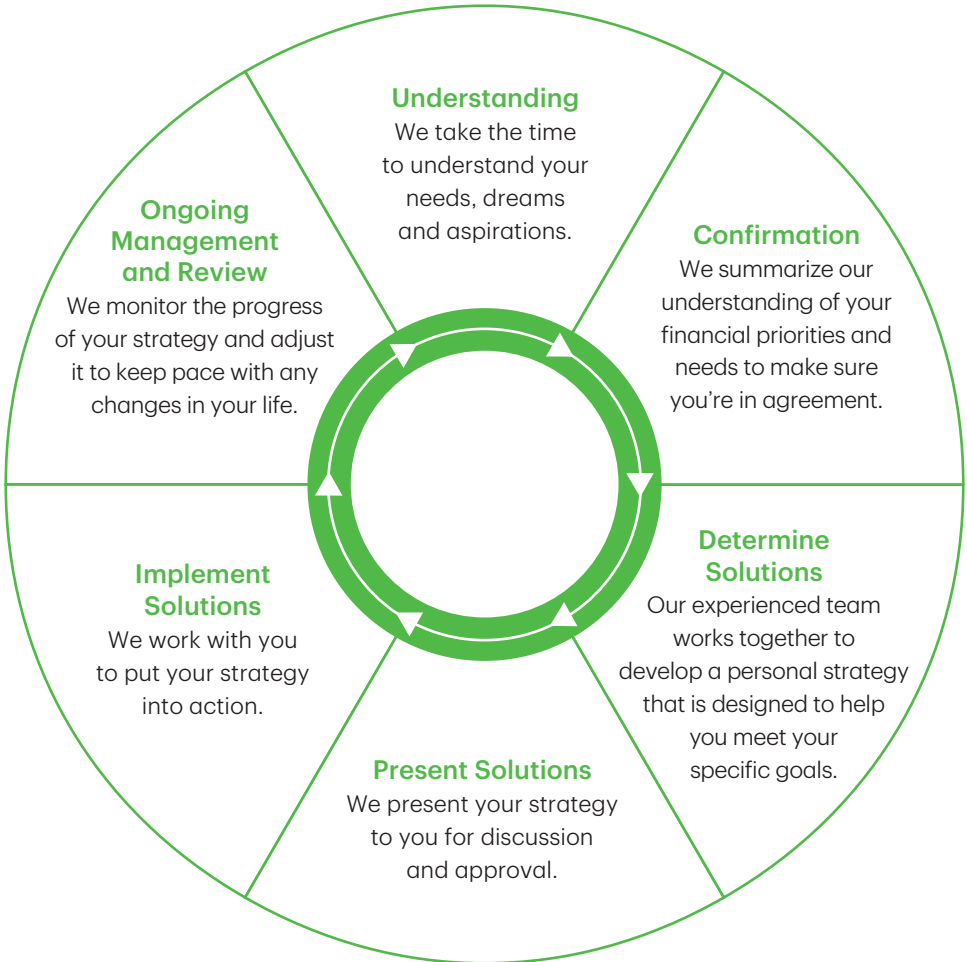 Understanding
We take the time
to understand your
needs, dreams
and aspirations.
Confirmation
We summarize our
understanding of your
financial priorities and
needs to make sure
you’re in agreement.
Determine
Solutions
Our experienced team
works together to
develop a personal strategy
that is designed to help
you meet your
specific goals.
Present Solutions
We present your strategy
to you for discussion
and approval.
Implement
Solutions
We work with you
to put your strategy
into action.
Ongoing
Management
and Review
We monitor the progress
of your strategy and adjust
it to keep pace with any
changes in your life.